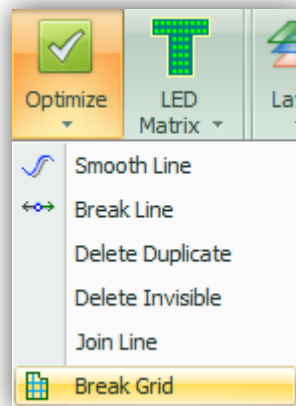 Optimize
LED
Matrix
Smooth Line
Break Line
Delete Duplicate
Delete Invisible
Join Line
Break Grid